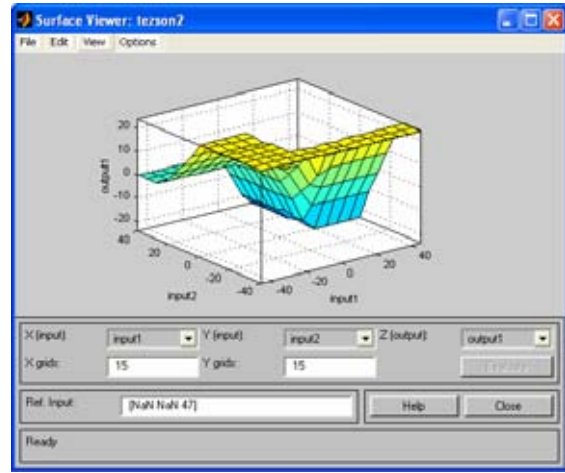 Surface Viewer: tezson2
File Edit View Options
output1
20
10
0
-10
-20
40
20
0
-20
-40
input2
-40
-20
0
20
40
input1
X (input): input1 Y (input): input2 Z (output): output1
X grids: 15 Y grids: 15
Ref. Input: [NaN NaN 47] Help Close
Ready